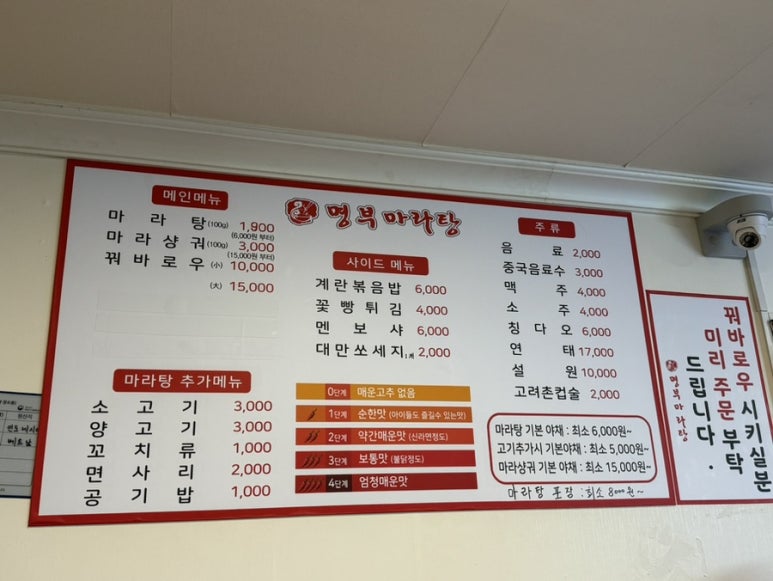 명부마라탕
메인메뉴
마라탕 (100g) 1,900
(6,000원 부터)
마라샹궈 (100g) 3,000
(15,000원 부터)
꿔바로우 (小) 10,000
(大) 15,000
마라탕 추가메뉴
소고기 3,000
양고기 3,000
꼬치류 1,000
면사리 2,000
공기밥 1,000
사이드 메뉴
계란볶음밥 6,000
꽃빵튀김 4,000
멘보샤 6,000
대만쏘세지 1개 2,000
0단계 매운고추 없음
1단계 순한맛 (아이들도 즐길수 있는맛)
2단계 약간매운맛 (신라면정도)
3단계 보통맛 (불닭정도)
4단계 엄청매운맛
주류
음료 2,000
중국음료수 3,000
맥주 4,000
소주 4,000
칭다오 6,000
연태 17,000
설원 10,000
고려촌컵술 2,000
마라탕 기본 야채 : 최소 6,000원~
고기추가시 기본야채 : 최소 5,000원~
마라샹궈 기본 야채 : 최소 15,000원~
마라탕 포장 : 최소 8000원~
꿔바로우 시키실분
미리 주문 부탁
드립니다.
명부마라탕